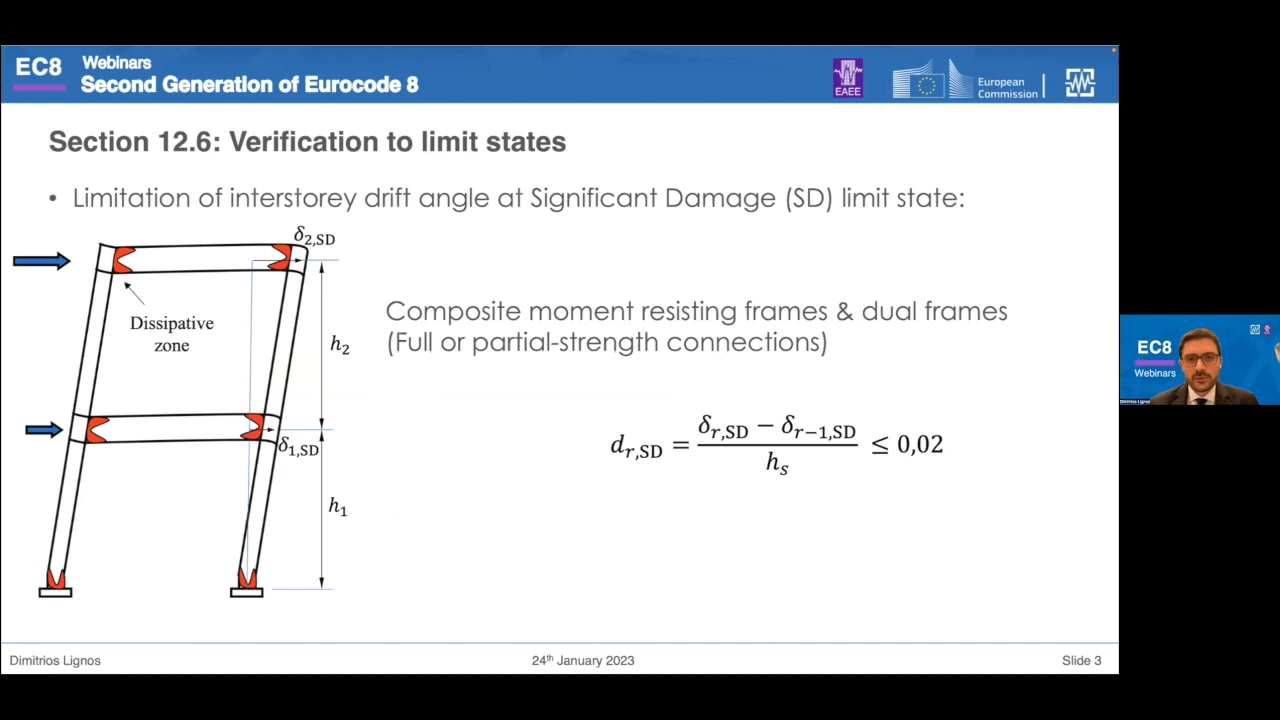 EC8
Webinars
Second Generation of Eurocode 8
EAEE
European
Commission
Section 12.6: Verification to limit states
• Limitation of interstorey drift angle at Significant Damage (SD) limit state:
δ2,SD
Dissipative
zone
h2
δ1,SD
h1
Composite moment resisting frames & dual frames
(Full or partial-strength connections)
dr,SD = (δr,SD − δr−1,SD) / hs ≤ 0,02
EC8
Webinars
Dimitrios Lignos
Dimitrios Lignos
24th January 2023
Slide 3